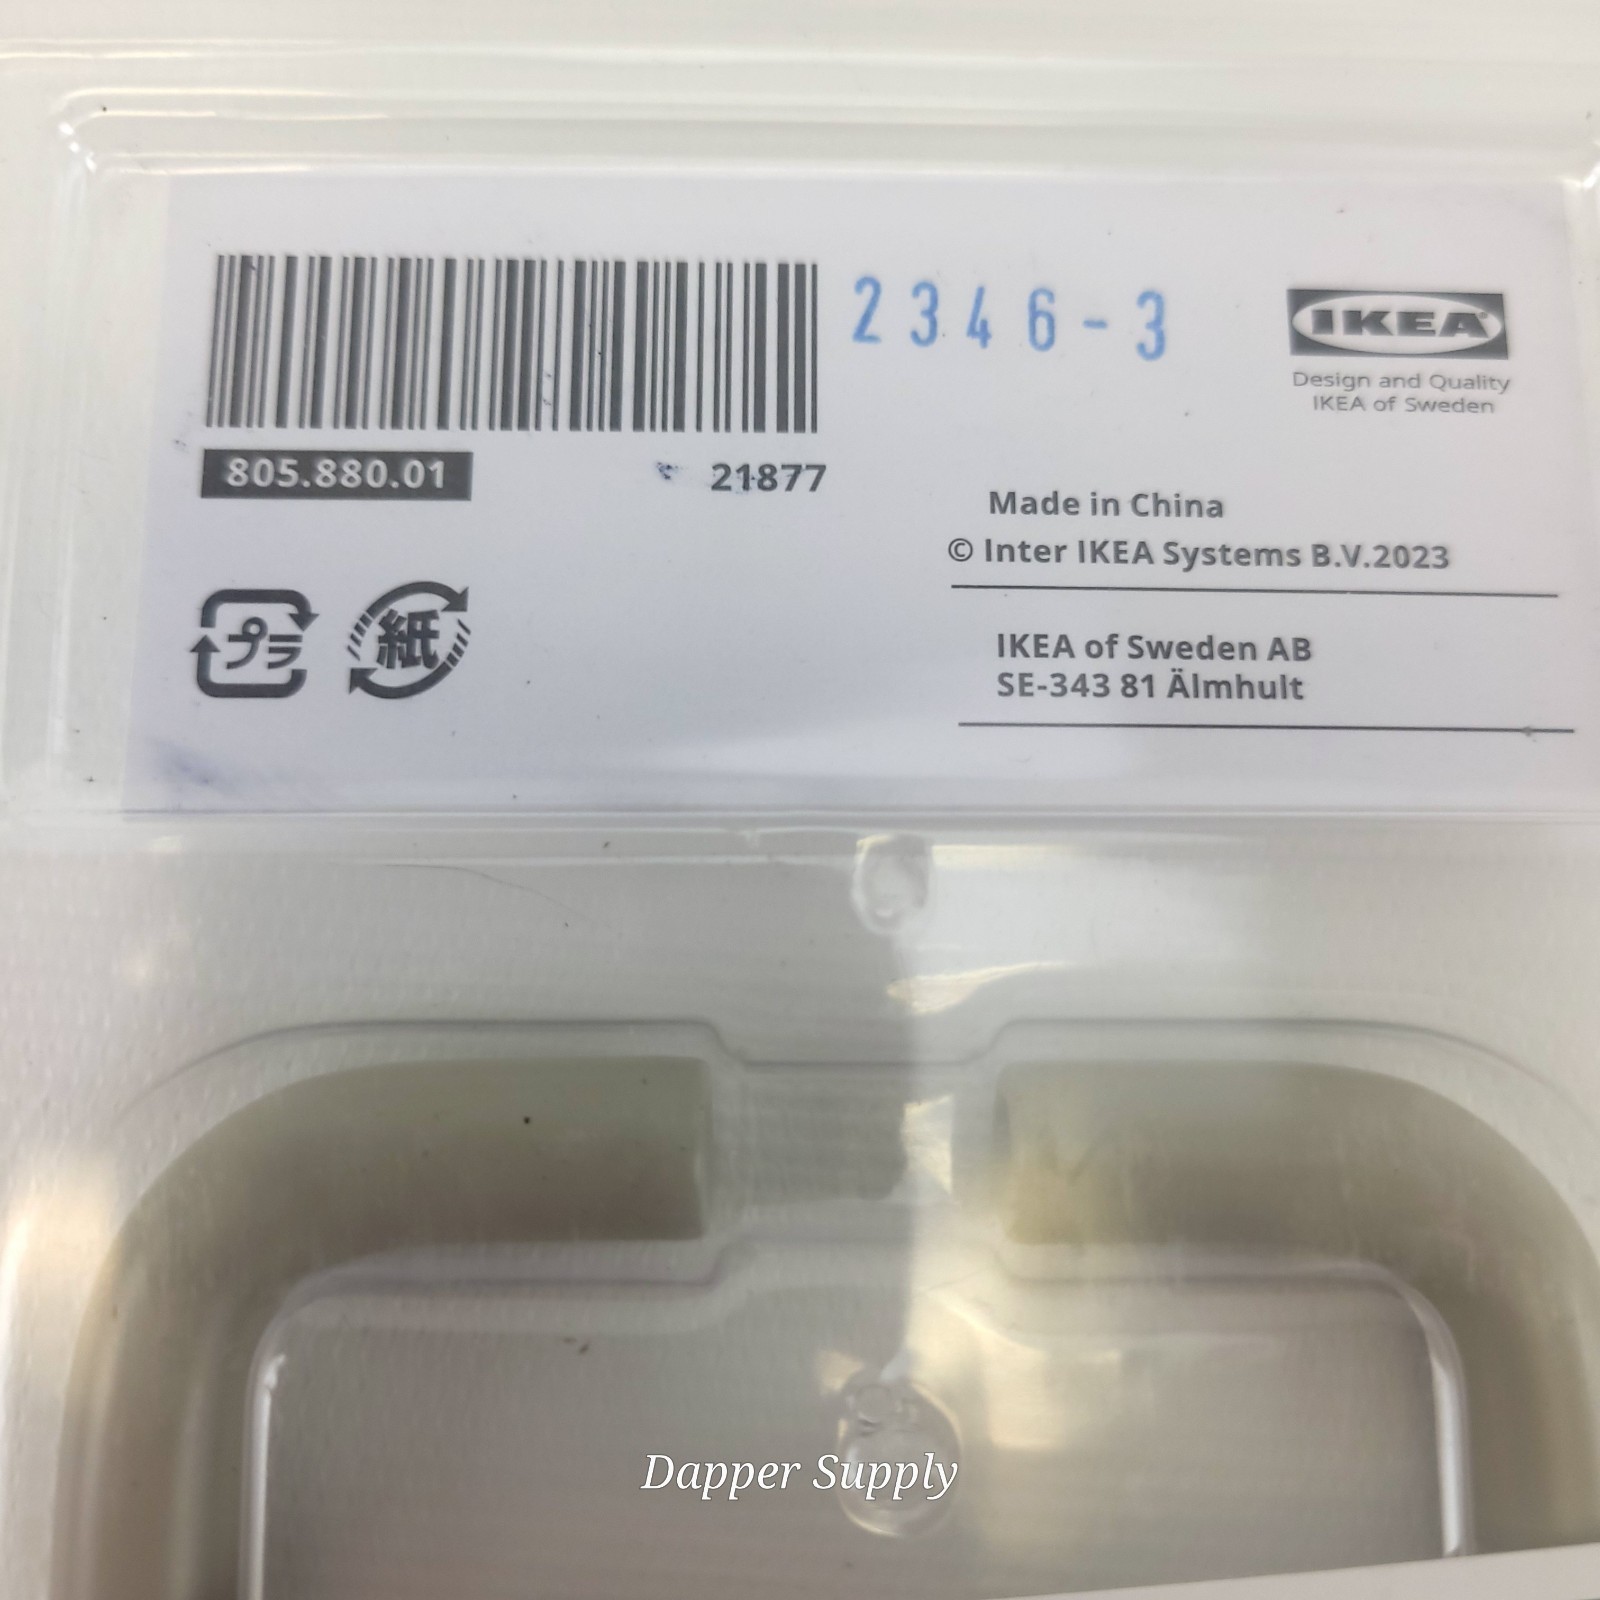 2346-3
IKEA
Design and Quality
IKEA of Sweden
805.880.01
21877
Made in China
© Inter IKEA Systems B.V.2023
プラ
紙
IKEA of Sweden AB
SE-343 81 Älmhult
Dapper Supply